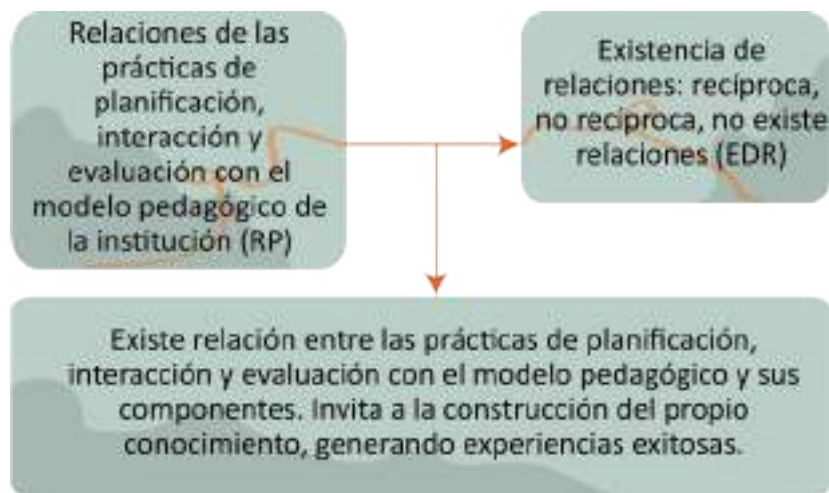 Relaciones de las
prácticas de
planificación,
interacción y
evaluación con el
modelo pedagógico de
la institución (RP)
Existencia de
relaciones: recíproca,
no recíproca, no existe
relaciones (EDR)
Existe relación entre las prácticas de planificación,
interacción y evaluación con el modelo pedagógico y sus
componentes. Invita a la construcción del propio
conocimiento, generando experiencias exitosas.